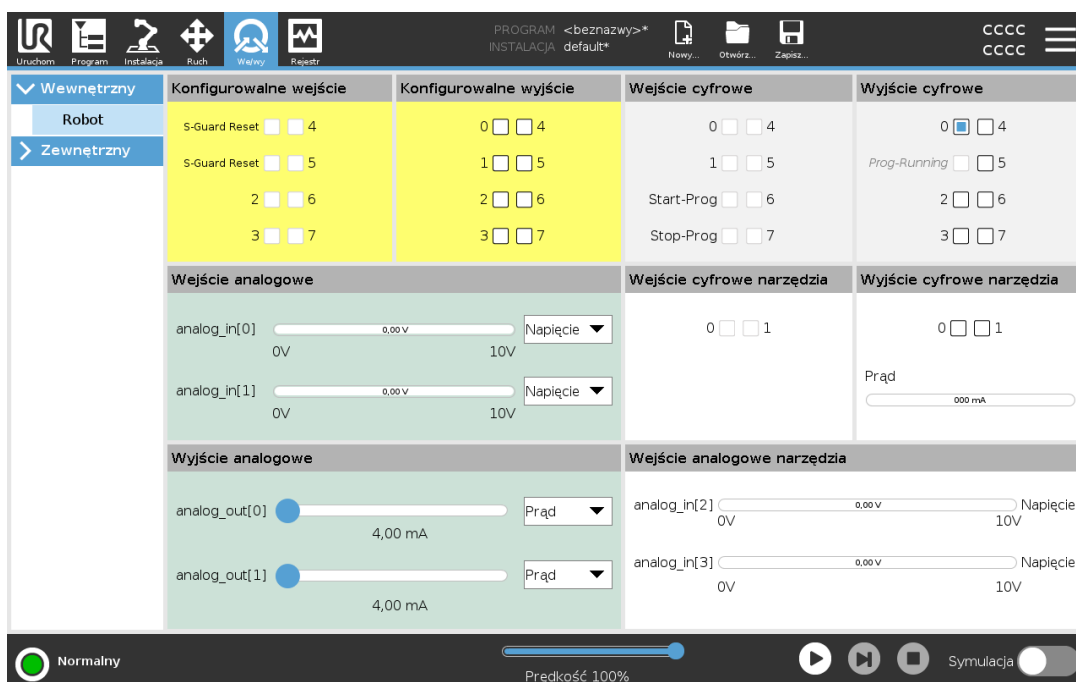 PROGRAM <beznazwy>*
INSTALACJA default*
Uruchom Program Instalacja Ruch We/wy Rejestr
Nowy... Otwórz... Zapisz...
cccc
cccc
Wewnętrzny
Robot
Zewnętrzny
Konfigurowalne wejście
S-Guard Reset 4
S-Guard Reset 5
2 6
3 7
Konfigurowalne wyjście
0 4
1 5
2 6
3 7
Wejście cyfrowe
0 4
1 5
Start-Prog 6
Stop-Prog 7
Wyjście cyfrowe
0 4
Prog-Running 5
2 6
3 7
Wejście analogowe
analog_in[0] 0,00 V Napięcie
0V 10V
analog_in[1] 0,00 V Napięcie
0V 10V
Wejście cyfrowe narzędzia
0 1
Wyjście cyfrowe narzędzia
0 1
Prąd
000 mA
Wyjście analogowe
analog_out[0] Prąd
4,00 mA
analog_out[1] Prąd
4,00 mA
Wejście analogowe narzędzia
analog_in[2] 0,00 V Napięcie
0V 10V
analog_in[3] 0,00 V Napięcie
0V 10V
Normalny
Prędkość 100%
Symulacja